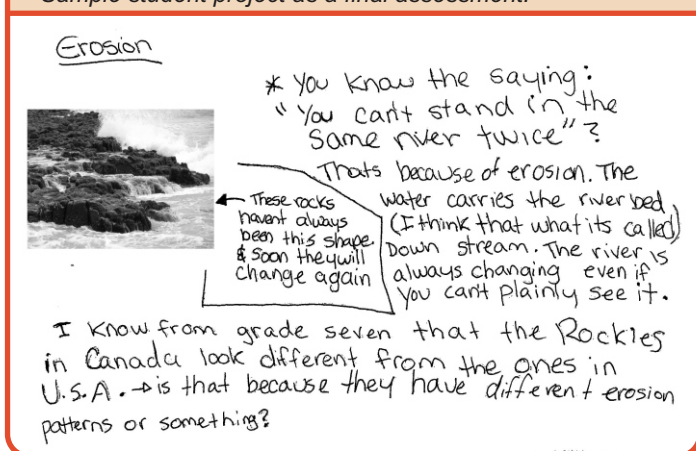 Sample student project as a final assessment.
Erosion
* You know the saying:
"You can't stand in the
same river twice"?
Thats because of erosion. The
water carries the river bed
(I think that what its called)
Down stream. The river is
always changing even if
you can't plainly see it.
These rocks
havent always
been this shape
& soon they will
change again
I know from grade seven that the Rockies
in Canada look different from the ones in
U.S.A. → is that because they have different erosion
patterns or something?